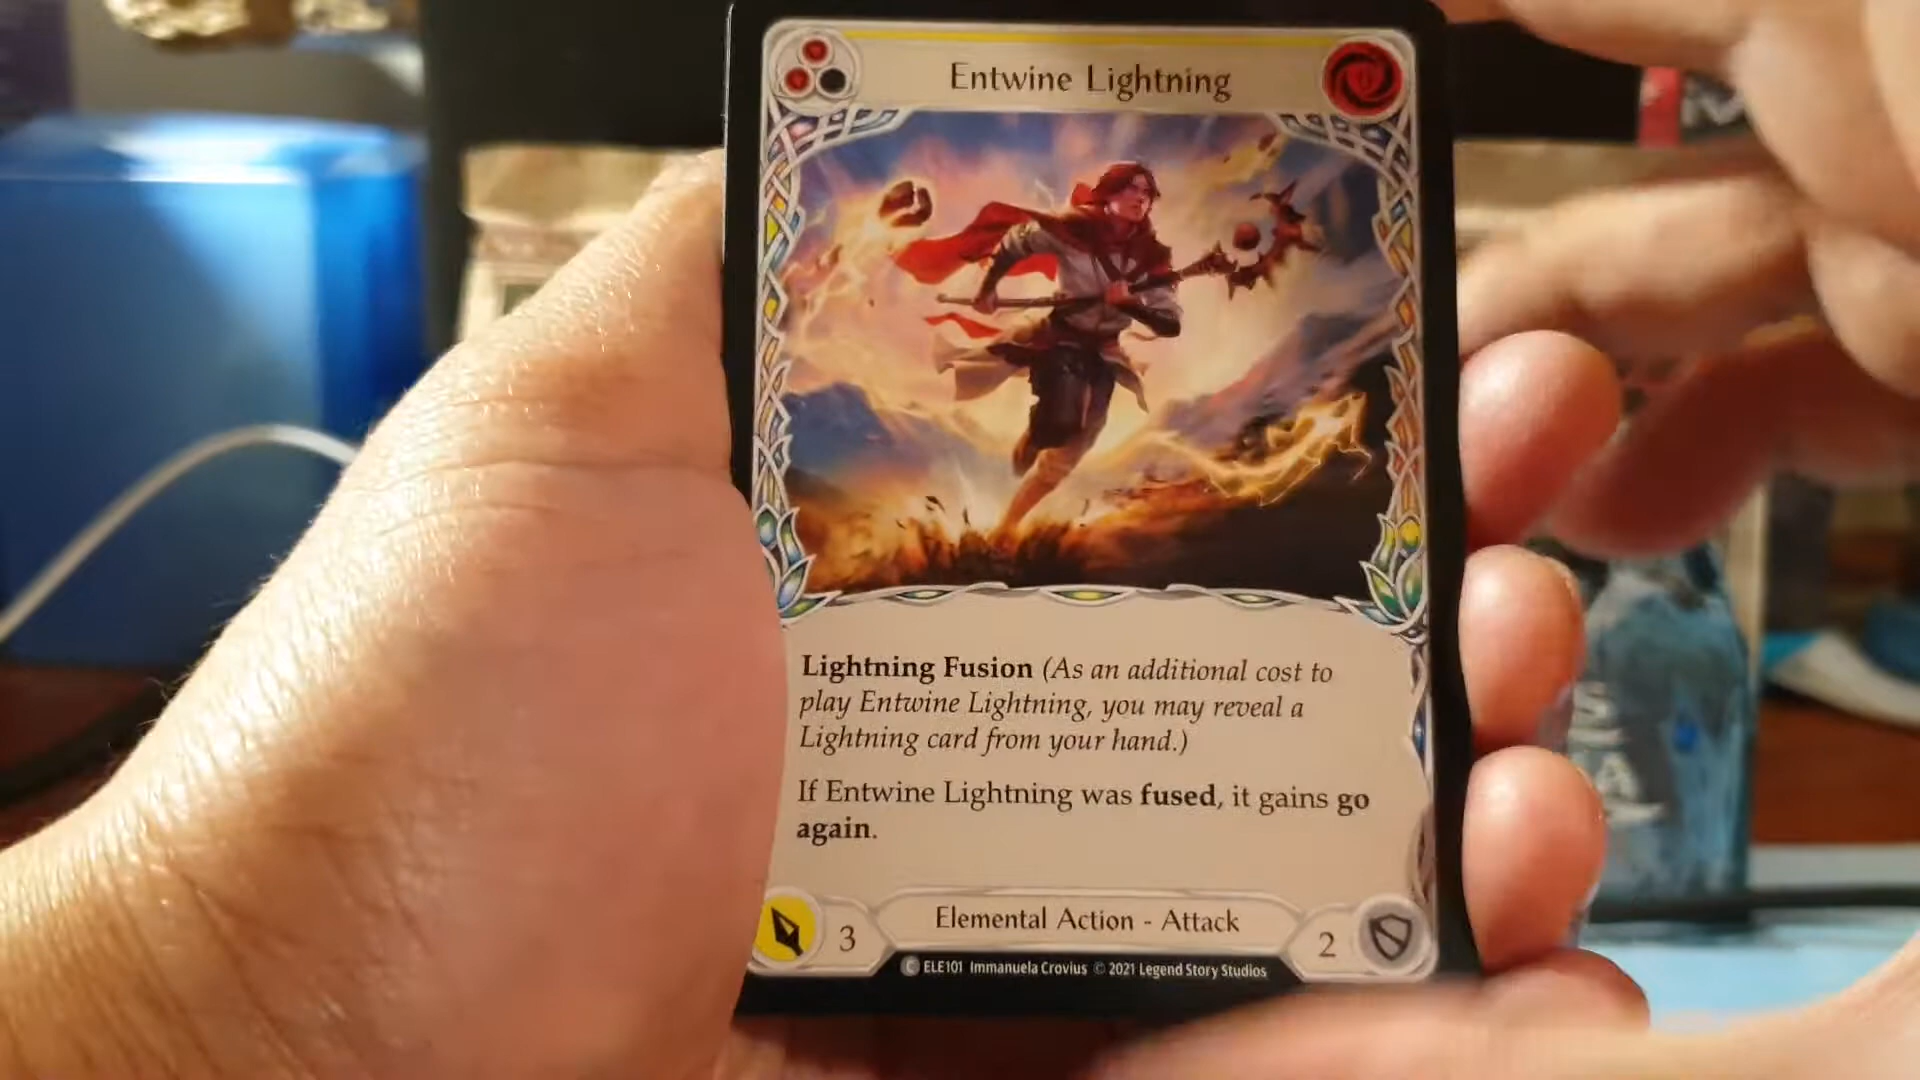 Entwine Lightning
Lightning Fusion (As an additional cost to
play Entwine Lightning, you may reveal a
Lightning card from your hand.)
If Entwine Lightning was fused, it gains go
again.
3
Elemental Action - Attack
2
C ELE101 Immanuela Crovius © 2021 Legend Story Studios